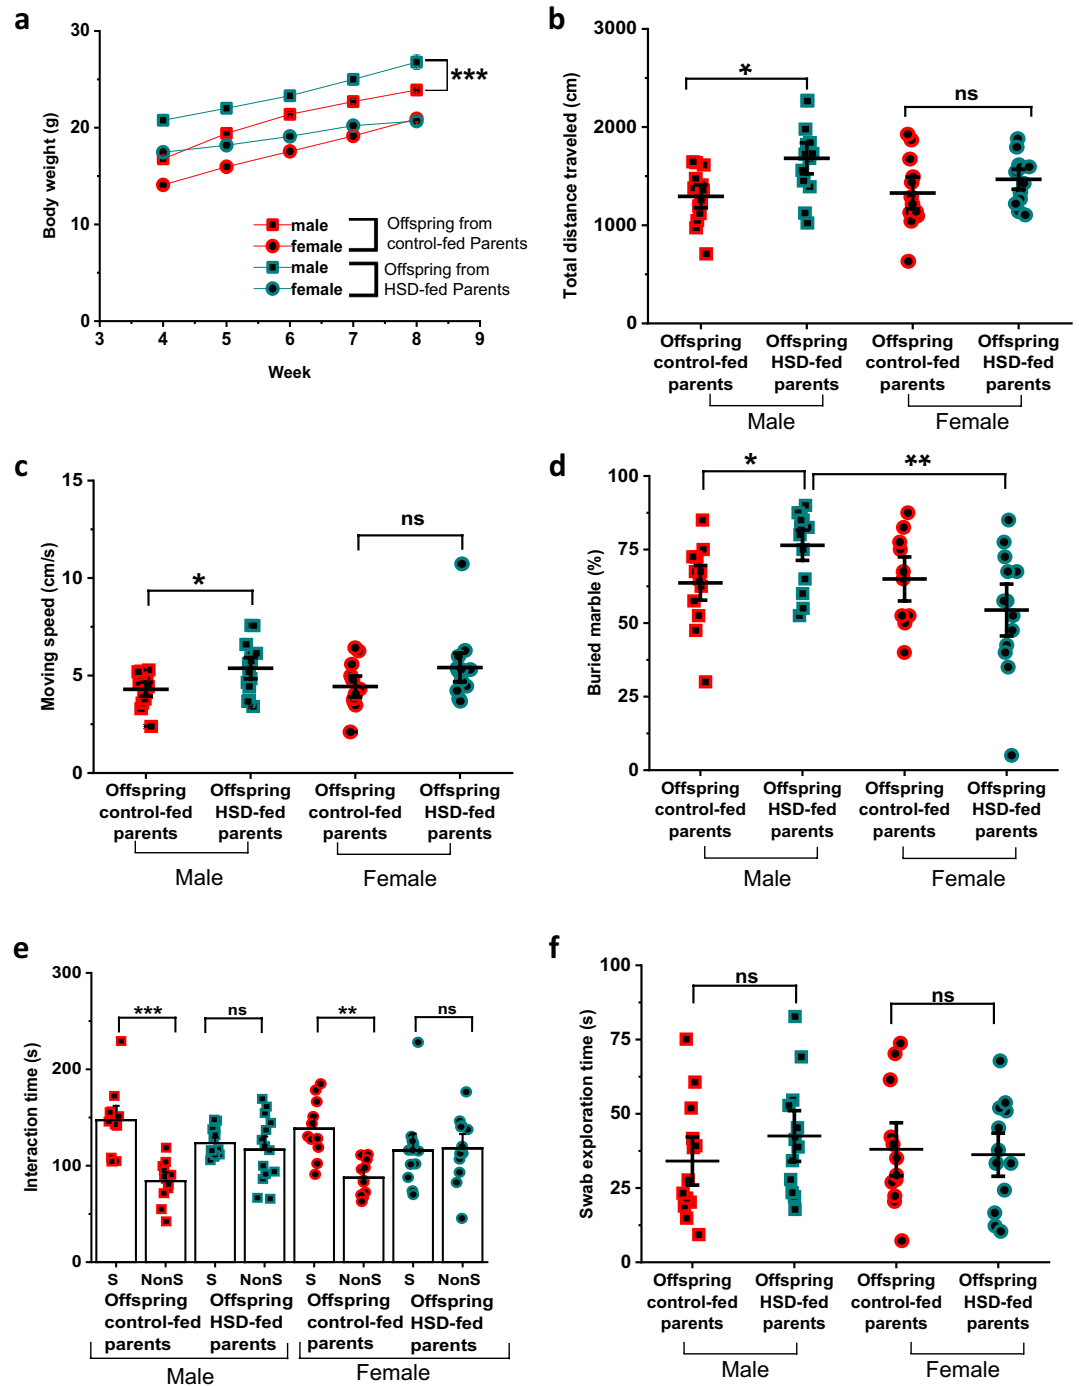 a
30
20
10
0
Body weight (g)
***
male
female
male
female
Offspring from
control-fed Parents
Offspring from
HSD-fed Parents
3 4 5 6 7 8 9
Week
b
3000
2000
1000
0
Total distance traveled (cm)
*
ns
Offspring control-fed parents
Offspring HSD-fed parents
Offspring control-fed parents
Offspring HSD-fed parents
Male
Female
c
15
10
5
0
Moving speed (cm/s)
*
ns
Offspring control-fed parents
Offspring HSD-fed parents
Offspring control-fed parents
Offspring HSD-fed parents
Male
Female
d
100
75
50
25
0
Buried marble (%)
*
**
Offspring control-fed parents
Offspring HSD-fed parents
Offspring control-fed parents
Offspring HSD-fed parents
Male
Female
e
300
200
100
0
Interaction time (s)
***
ns
**
ns
S NonS S NonS S NonS S NonS
Offspring control-fed parents
Offspring HSD-fed parents
Offspring control-fed parents
Offspring HSD-fed parents
Male
Female
f
100
75
50
25
0
Swab exploration time (s)
ns
ns
Offspring control-fed parents
Offspring HSD-fed parents
Offspring control-fed parents
Offspring HSD-fed parents
Male
Female